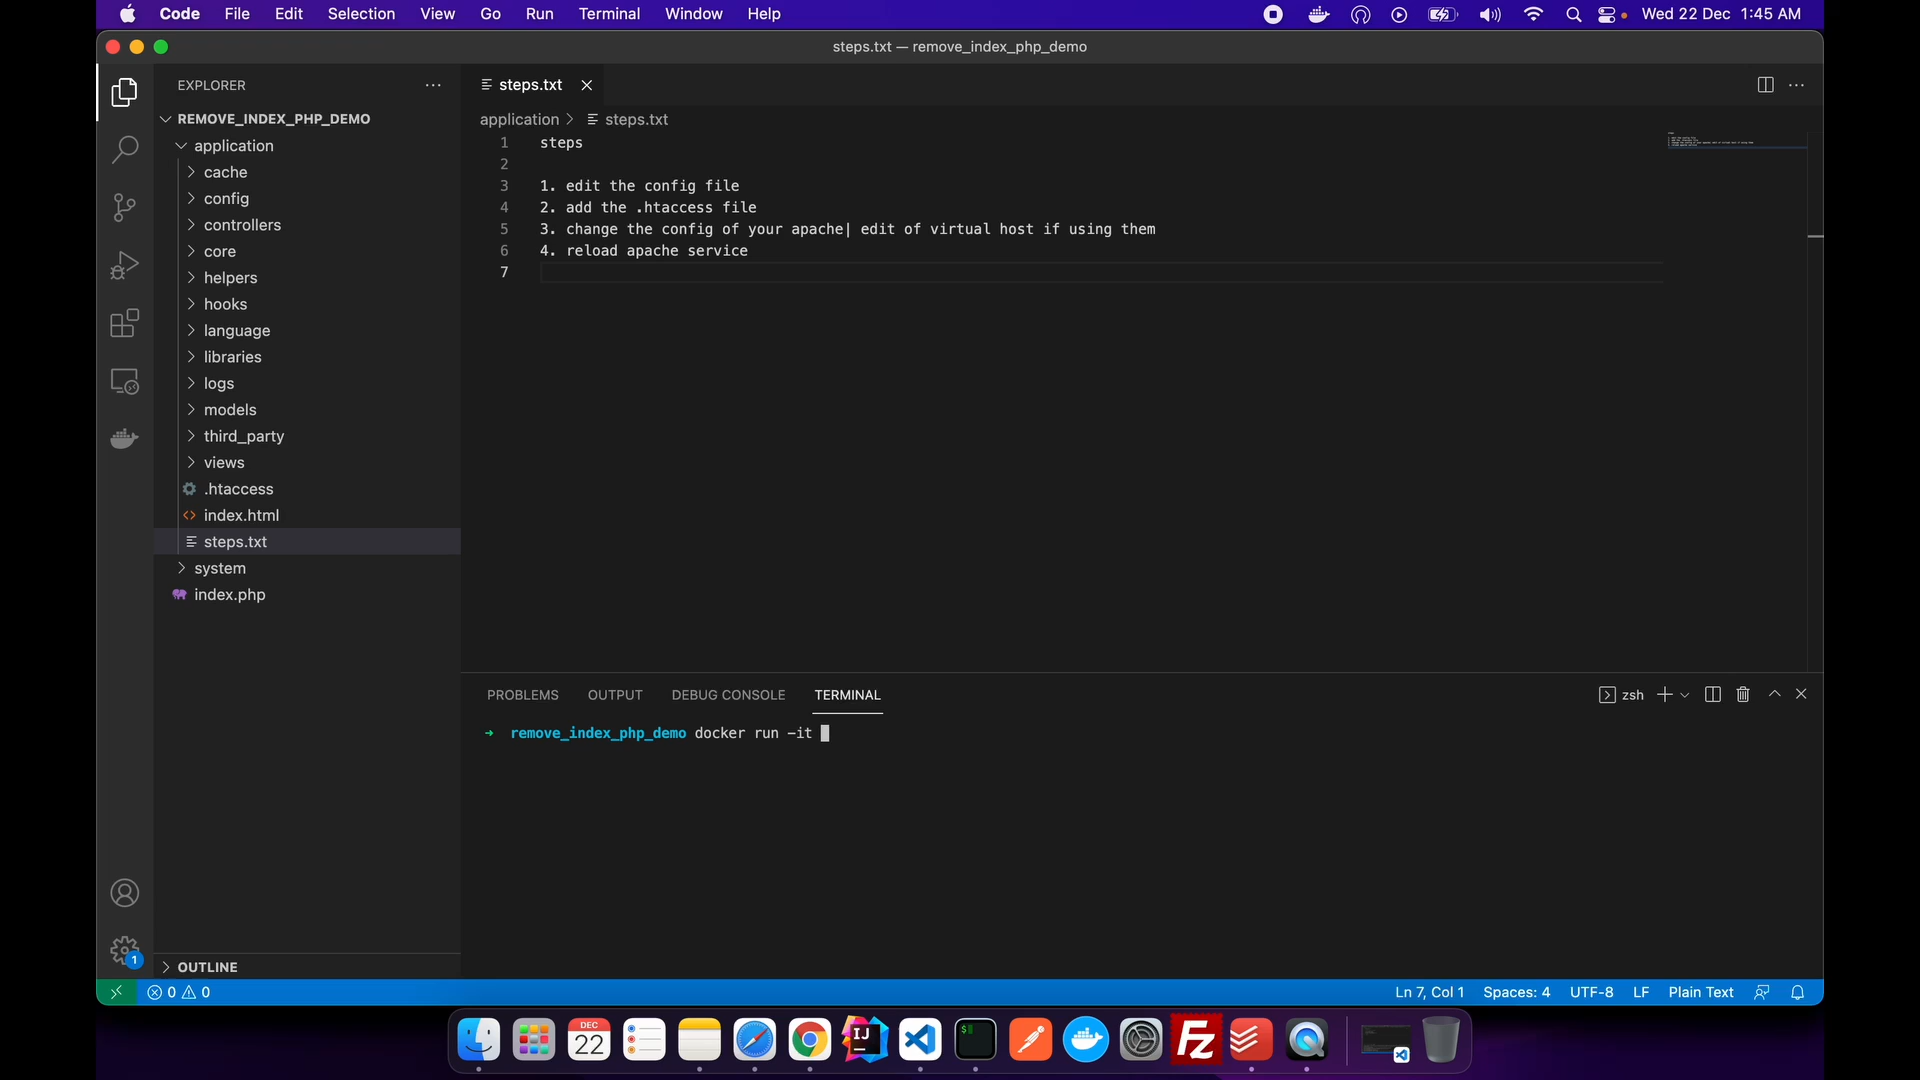 Code File Edit Selection View Go Run Terminal Window Help Wed 22 Dec 1:45 AM
steps.txt — remove_index_php_demo
EXPLORER
steps.txt
REMOVE_INDEX_PHP_DEMO
application > steps.txt
application
cache
config
controllers
core
helpers
hooks
language
libraries
logs
models
third_party
views
.htaccess
index.html
steps.txt
system
index.php
1 steps
2
3 1. edit the config file
4 2. add the .htaccess file
5 3. change the config of your apache| edit of virtual host if using them
6 4. reload apache service
7
PROBLEMS OUTPUT DEBUG CONSOLE TERMINAL zsh
→ remove_index_php_demo docker run -it
1
OUTLINE
0 0 Ln 7, Col 1 Spaces: 4 UTF-8 LF Plain Text
DEC
22
IJ
$
FZ